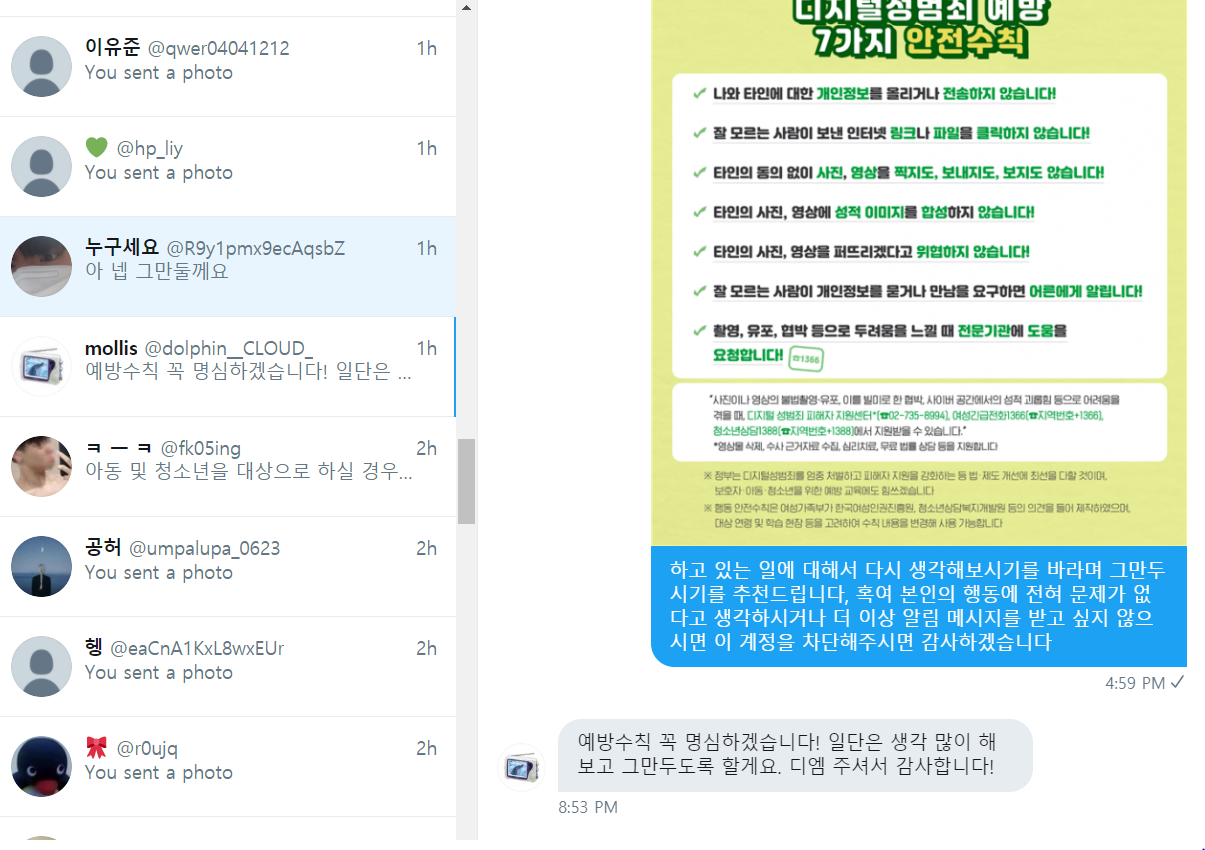 이유준 @qwer04041212 1h
You sent a photo
💚 @hp_liy 1h
You sent a photo
누구세요 @R9y1pmx9ecAqsbZ 1h
아 넵 그만둘께요
mollis @dolphin__CLOUD_ 1h
예방수칙 꼭 명심하겠습니다! 일단은 ...
ㅋ ㅡ ㅋ @fk05ing 2h
아동 및 청소년을 대상으로 하실 경우...
공허 @umpalupa_0623 2h
You sent a photo
헹 @eaCnA1KxL8wxEUr 2h
You sent a photo
🎀 @r0ujq 2h
You sent a photo
디지털성범죄 예방
7가지 안전수칙
✓ 나와 타인에 대한 개인정보를 올리거나 전송하지 않습니다!
✓ 잘 모르는 사람이 보낸 인터넷 링크나 파일을 클릭하지 않습니다!
✓ 타인의 동의 없이 사진, 영상을 찍지도, 보내지도, 보지도 않습니다!
✓ 타인의 사진, 영상에 성적 이미지를 합성하지 않습니다!
✓ 타인의 사진, 영상을 퍼뜨리겠다고 위협하지 않습니다!
✓ 잘 모르는 사람이 개인정보를 묻거나 만남을 요구하면 어른에게 알립니다!
✓ 촬영, 유포, 협박 등으로 두려움을 느낄 때 전문기관에 도움을
요청합니다! ☎1366
"사진이나 영상의 불법촬영·유포, 이를 빌미로 한 협박, 사이버 공간에서의 성적 괴롭힘 등으로 어려움을
겪을 때, 디지털 성범죄 피해자 지원센터*(☎02-735-8994), 여성긴급전화1366(☎지역번호+1366),
청소년상담1388(☎지역번호+1388)에서 지원받을 수 있습니다."
*영상물 삭제, 수사 근거자료 수집, 심리치료, 무료 법률 상담 등을 지원합니다
※ 정부는 디지털성범죄를 엄중 처벌하고 피해자 지원을 강화하는 등 법·제도 개선에 최선을 다할 것이며,
보호자·아동·청소년을 위한 예방 교육에도 힘쓰겠습니다
※ 행동 안전수칙은 여성가족부가 한국여성인권진흥원, 청소년상담복지개발원 등의 의견을 들어 제작하였으며,
대상 연령 및 학습 현장 등을 고려하여 수칙 내용을 변경해 사용 가능합니다
하고 있는 일에 대해서 다시 생각해보시기를 바라며 그만두
시기를 추천드립니다, 혹여 본인의 행동에 전혀 문제가 없
다고 생각하시거나 더 이상 알림 메시지를 받고 싶지 않으
시면 이 계정을 차단해주시면 감사하겠습니다
4:59 PM ✓
예방수칙 꼭 명심하겠습니다! 일단은 생각 많이 해
보고 그만두도록 할게요. 디엠 주셔서 감사합니다!
8:53 PM